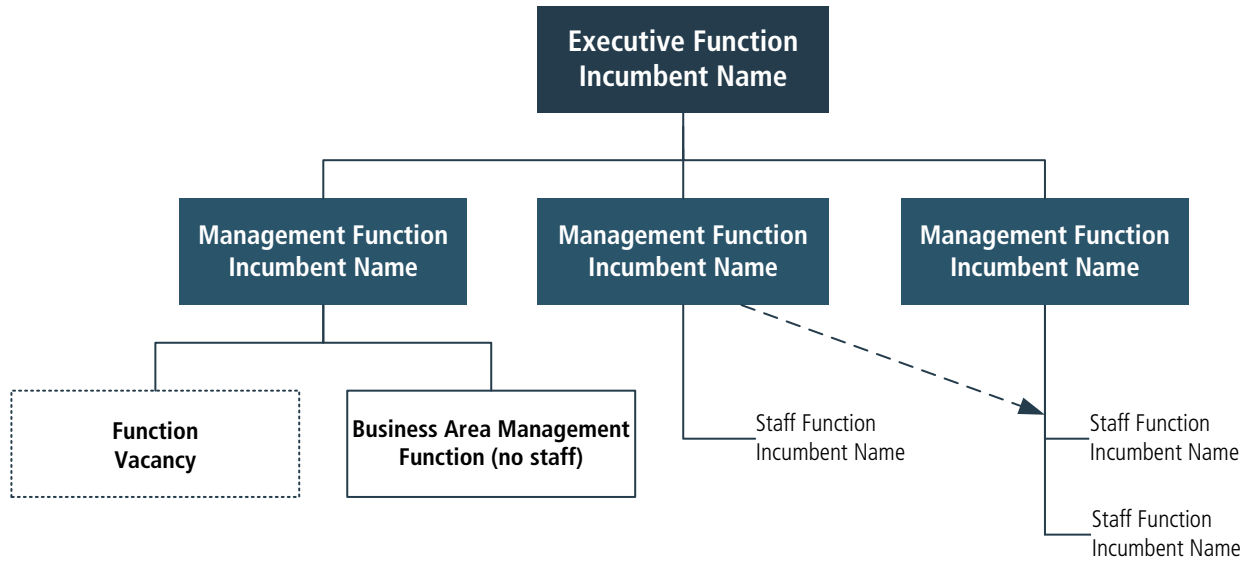 Executive Function
Incumbent Name
Management Function
Incumbent Name
Management Function
Incumbent Name
Management Function
Incumbent Name
Function
Vacancy
Business Area Management
Function (no staff)
Staff Function
Incumbent Name
Staff Function
Incumbent Name
Staff Function
Incumbent Name